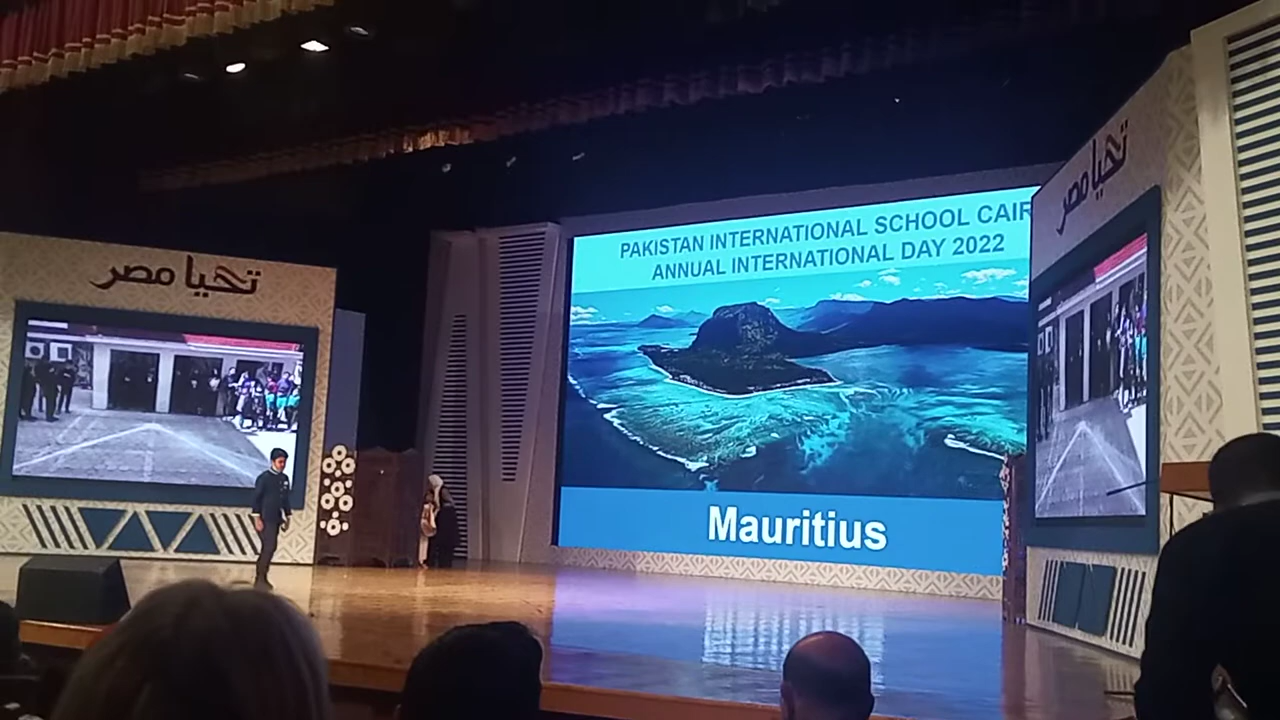 تحيا مصر
PAKISTAN INTERNATIONAL SCHOOL CAIR
ANNUAL INTERNATIONAL DAY 2022
Mauritius
تحيا مصر